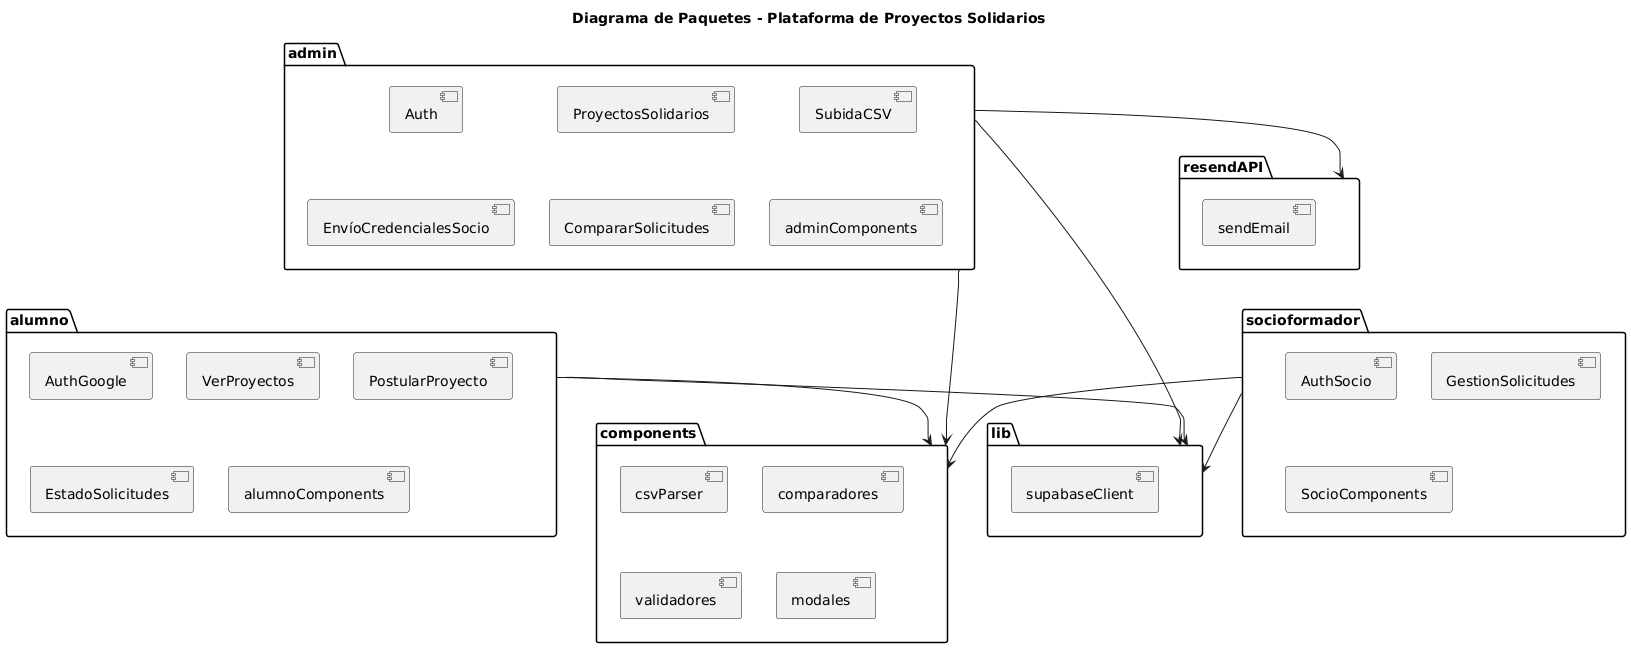 Diagrama de Paquetes - Plataforma de Proyectos Solidarios
admin
Auth
ProyectosSolidarios
SubidaCSV
EnvíoCredencialesSocio
CompararSolicitudes
adminComponents
resendAPI
sendEmail
alumno
AuthGoogle
VerProyectos
PostularProyecto
EstadoSolicitudes
alumnoComponents
components
csvParser
comparadores
validadores
modales
lib
supabaseClient
socioformador
AuthSocio
GestionSolicitudes
SocioComponents